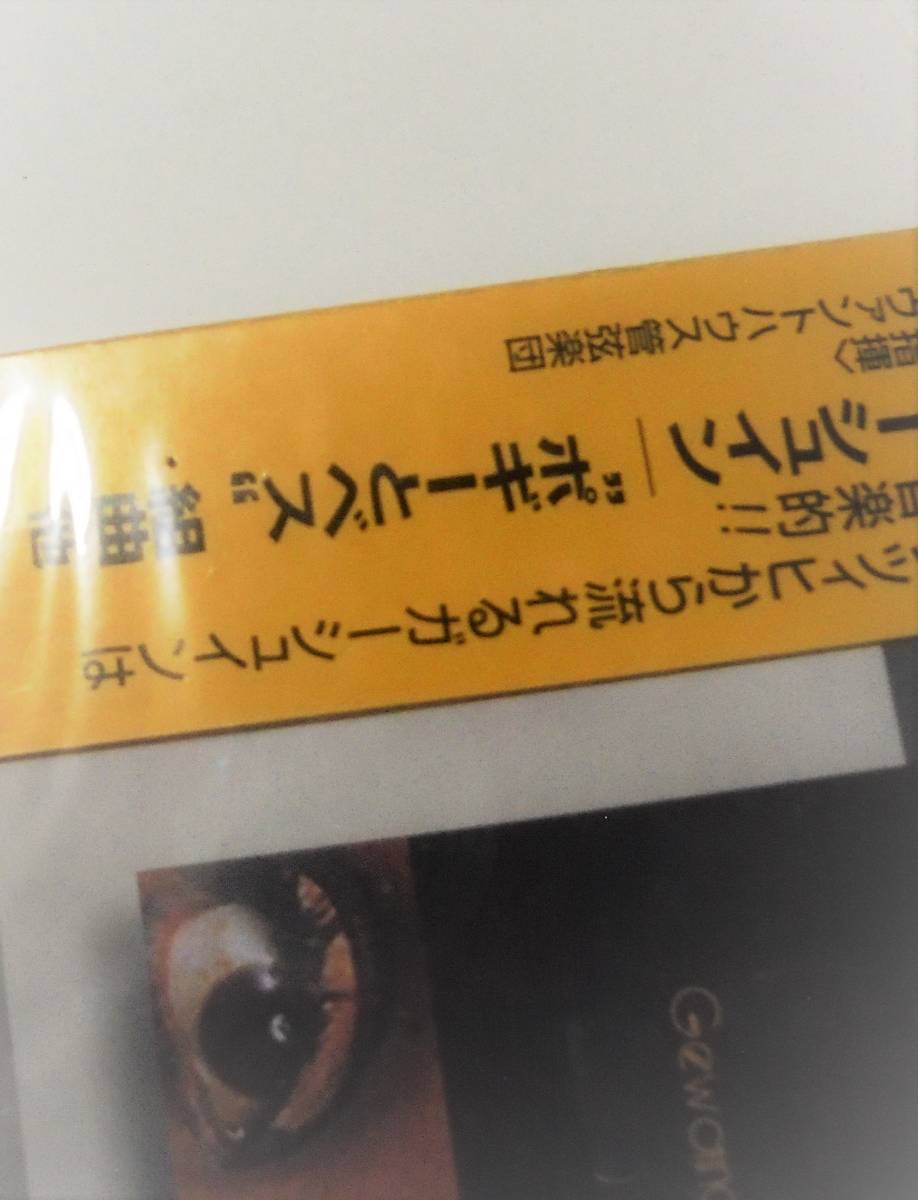 ツィヒから流れるガーシュインは
音楽的!!
ーシュイン/"ポギーとベス"組曲他
指揮>
ヴァントハウス管弦楽団
Gewan